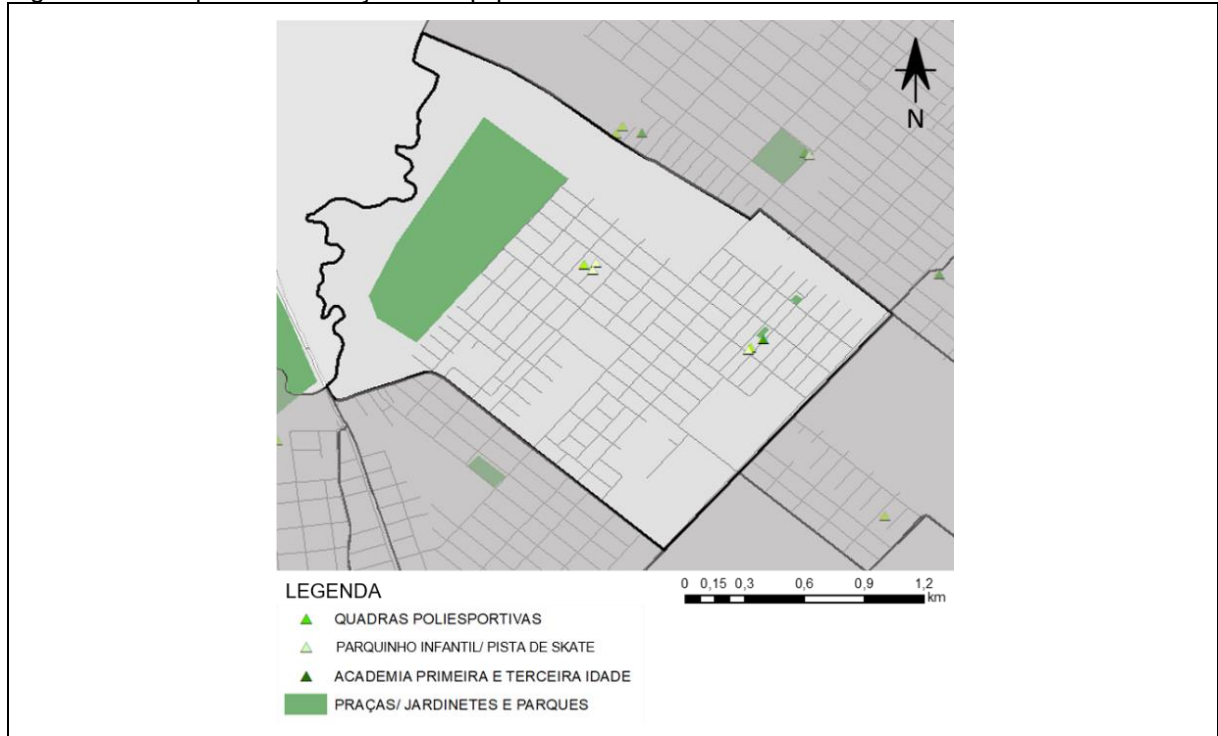 N
0 0,15 0,3 0,6 0,9 1,2
km
LEGENDA
QUADRAS POLIESPORTIVAS
PARQUINHO INFANTIL/ PISTA DE SKATE
ACADEMIA PRIMEIRA E TERCEIRA IDADE
PRAÇAS/ JARDINETES E PARQUES